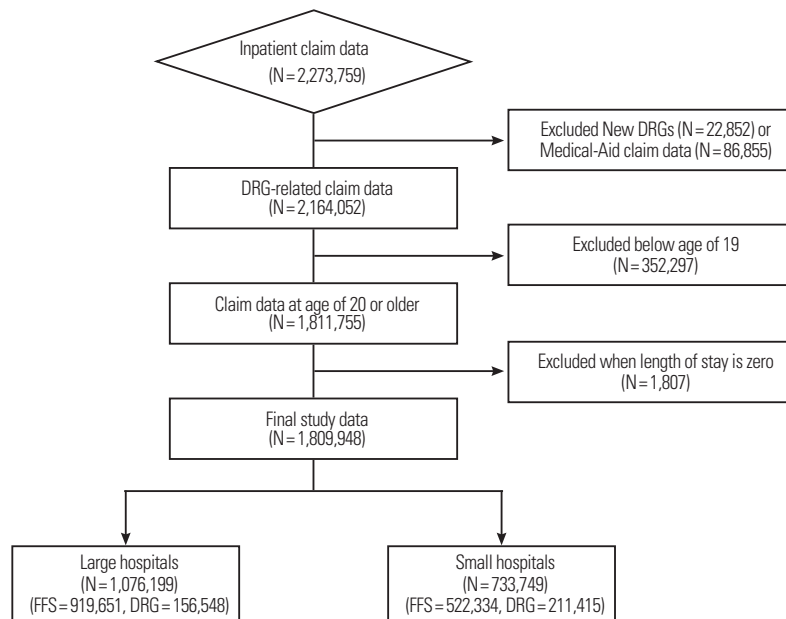 Inpatient claim data
(N = 2,273,759)
Excluded New DRGs (N = 22,852) or
Medical-Aid claim data (N = 86,855)
DRG-related claim data
(N = 2,164,052)
Excluded below age of 19
(N = 352,297)
Claim data at age of 20 or older
(N = 1,811,755)
Excluded when length of stay is zero
(N = 1,807)
Final study data
(N = 1,809,948)
Large hospitals
(N = 1,076,199)
(FFS = 919,651, DRG = 156,548)
Small hospitals
(N = 733,749)
(FFS = 522,334, DRG = 211,415)